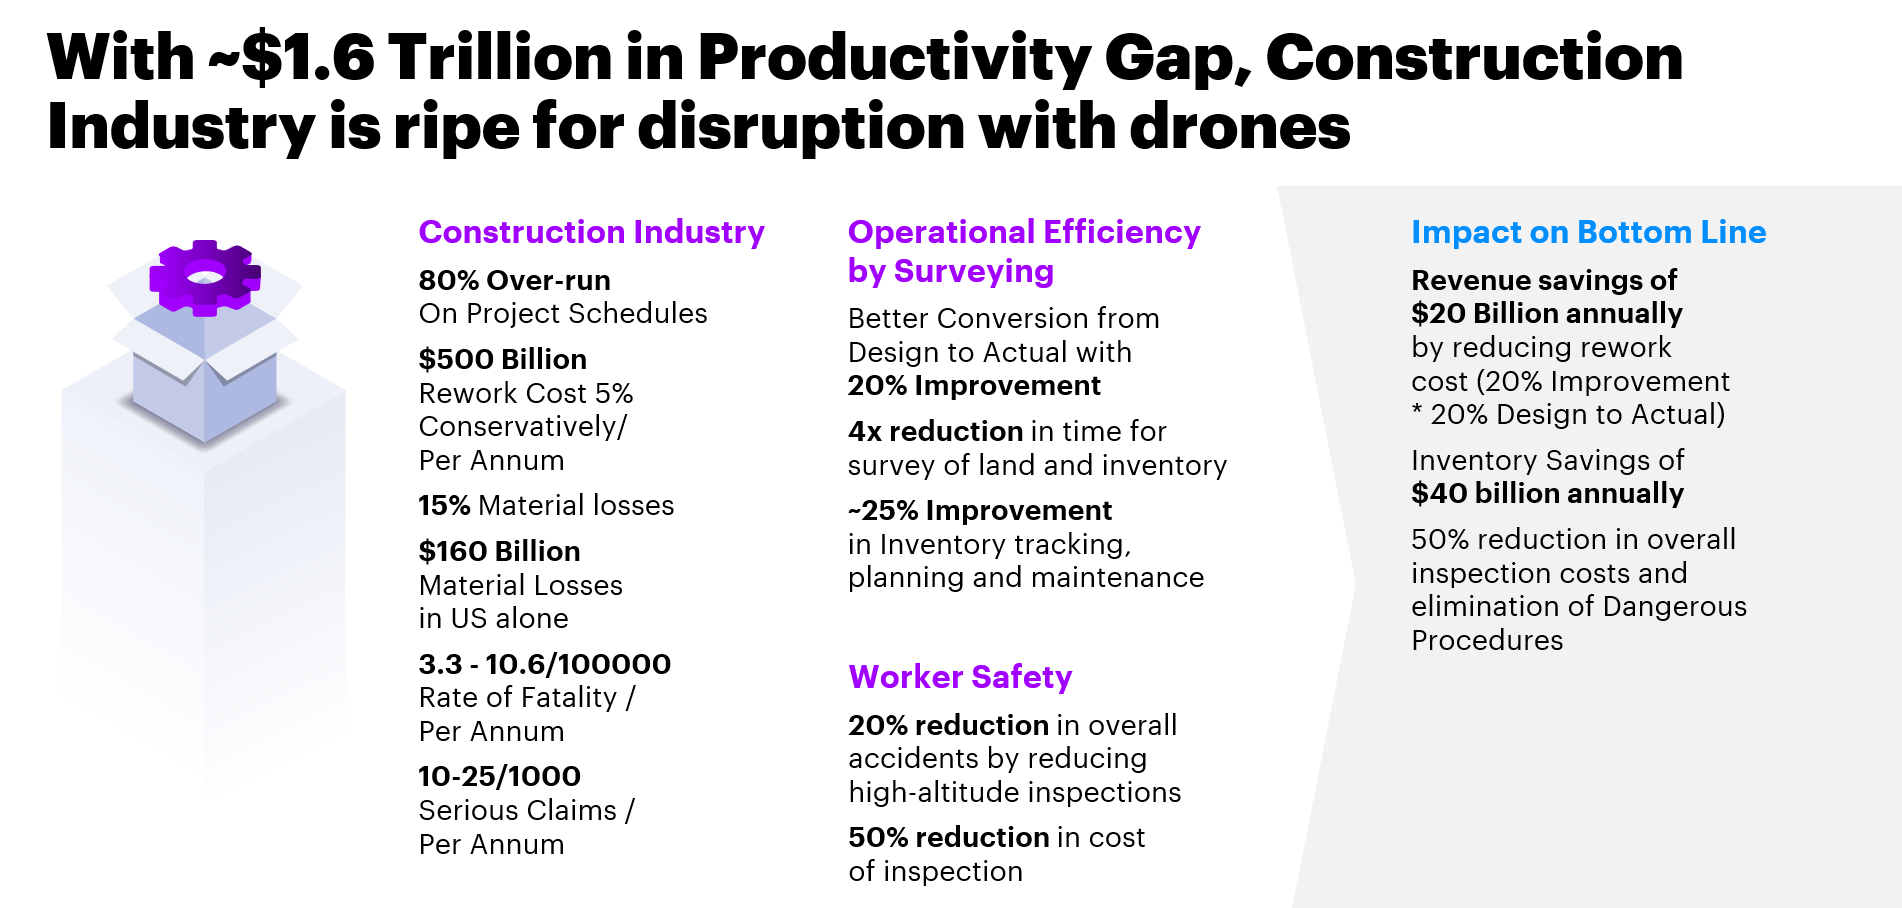 With ~$1.6 Trillion in Productivity Gap, Construction
Industry is ripe for disruption with drones
Construction Industry
80% Over-run
On Project Schedules
$500 Billion
Rework Cost 5%
Conservatively/
Per Annum
15% Material losses
$160 Billion
Material Losses
in US alone
3.3 - 10.6/100000
Rate of Fatality /
Per Annum
10-25/1000
Serious Claims /
Per Annum
Operational Efficiency
by Surveying
Better Conversion from
Design to Actual with
20% Improvement
4x reduction in time for
survey of land and inventory
~25% Improvement
in Inventory tracking,
planning and maintenance
Worker Safety
20% reduction in overall
accidents by reducing
high-altitude inspections
50% reduction in cost
of inspection
Impact on Bottom Line
Revenue savings of
$20 Billion annually
by reducing rework
cost (20% Improvement
* 20% Design to Actual)
Inventory Savings of
$40 billion annually
50% reduction in overall
inspection costs and
elimination of Dangerous
Procedures